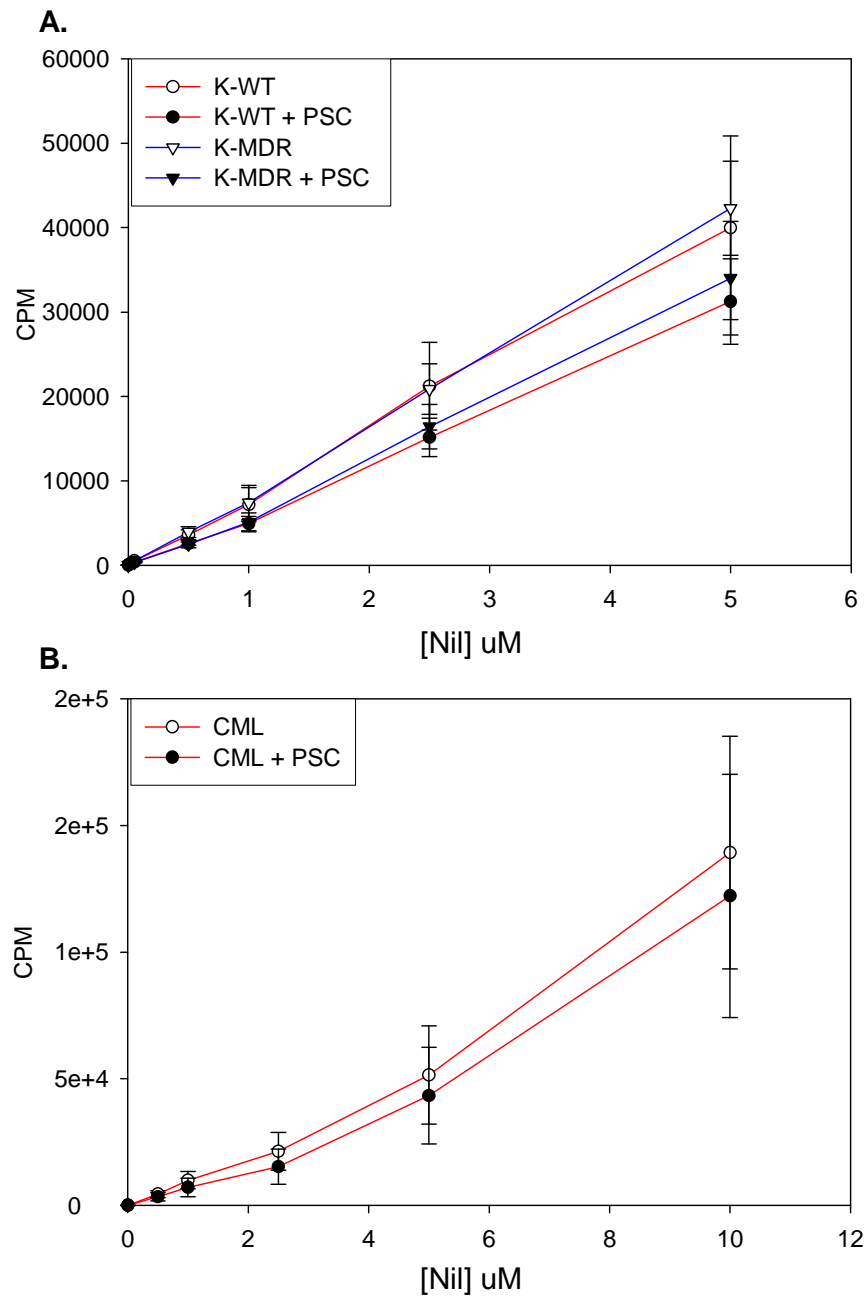 A.
60000
50000
40000
30000
20000
10000
0
CPM
K-WT
K-WT + PSC
K-MDR
K-MDR + PSC
0 1 2 3 4 5 6
[Nil] uM
B.
2e+5
2e+5
1e+5
5e+4
0
CPM
CML
CML + PSC
0 2 4 6 8 10 12
[Nil] uM